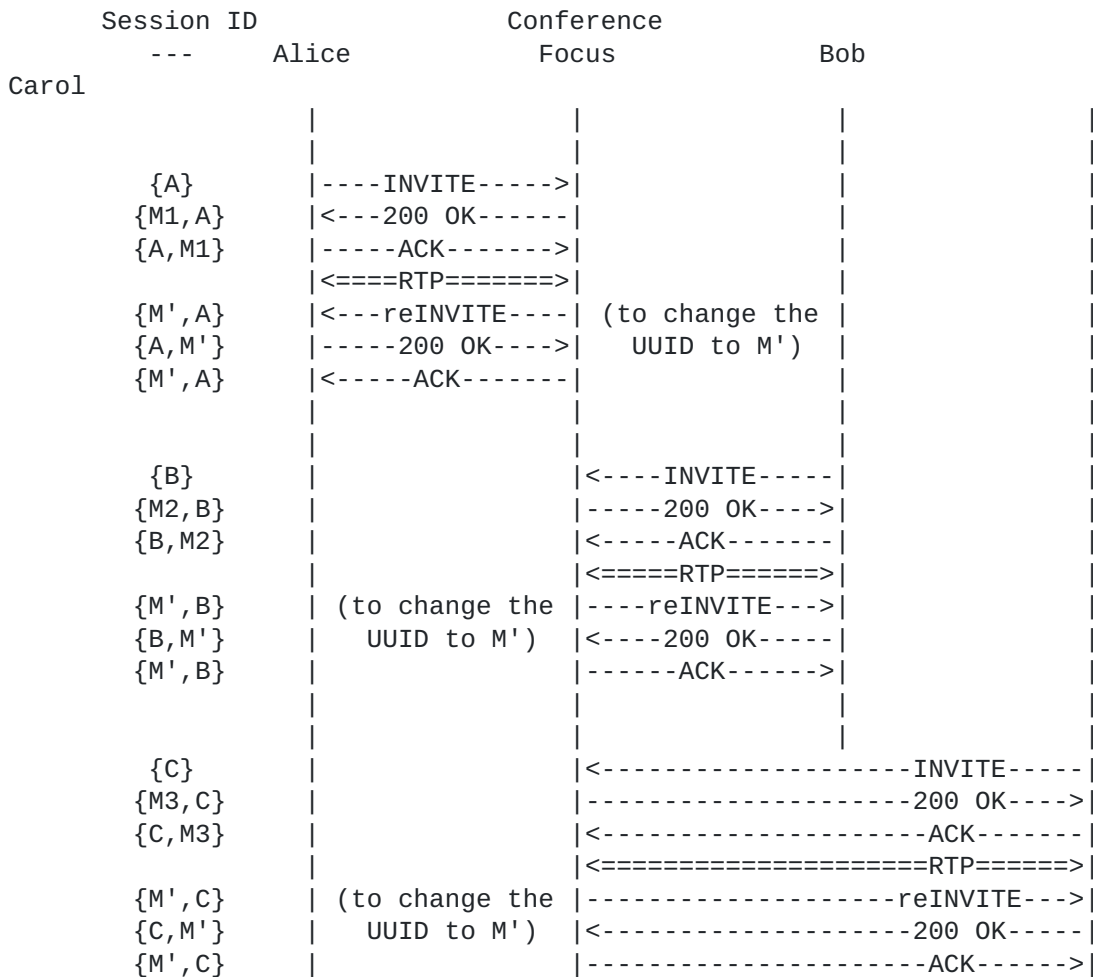 Session ID                Conference
   ---     Alice            Focus             Bob
Carol
                    |                |                |               |
                    |                |                |               |
         {A}        |----INVITE----->|                |               |
        {M1,A}      |<---200 OK------|                |               |
        {A,M1}      |-----ACK------->|                |               |
                    |<====RTP=======>|                |               |
        {M',A}      |<---reINVITE----| (to change the |               |
        {A,M'}      |-----200 OK---->|   UUID to M')  |               |
        {M',A}      |<-----ACK-------|                |               |
                    |                |                |               |
                    |                |                |               |
         {B}        |                |<----INVITE-----|               |
        {M2,B}      |                |-----200 OK---->|               |
        {B,M2}      |                |<-----ACK-------|               |
                    |                |<=====RTP======>|               |
        {M',B}      | (to change the |----reINVITE--->|               |
        {B,M'}      |   UUID to M')  |<----200 OK-----|               |
        {M',B}      |                |------ACK------>|               |
                    |                |                |               |
                    |                |                |               |
         {C}        |                |<--------------------INVITE-----|
        {M3,C}      |                |---------------------200 OK---->|
        {C,M3}      |                |<---------------------ACK-------|
                    |                |<=====================RTP======>|
        {M',C}      | (to change the |--------------------reINVITE--->|
        {C,M'}      |   UUID to M')  |<--------------------200 OK-----|
        {M',C}      |                |----------------------ACK------>|